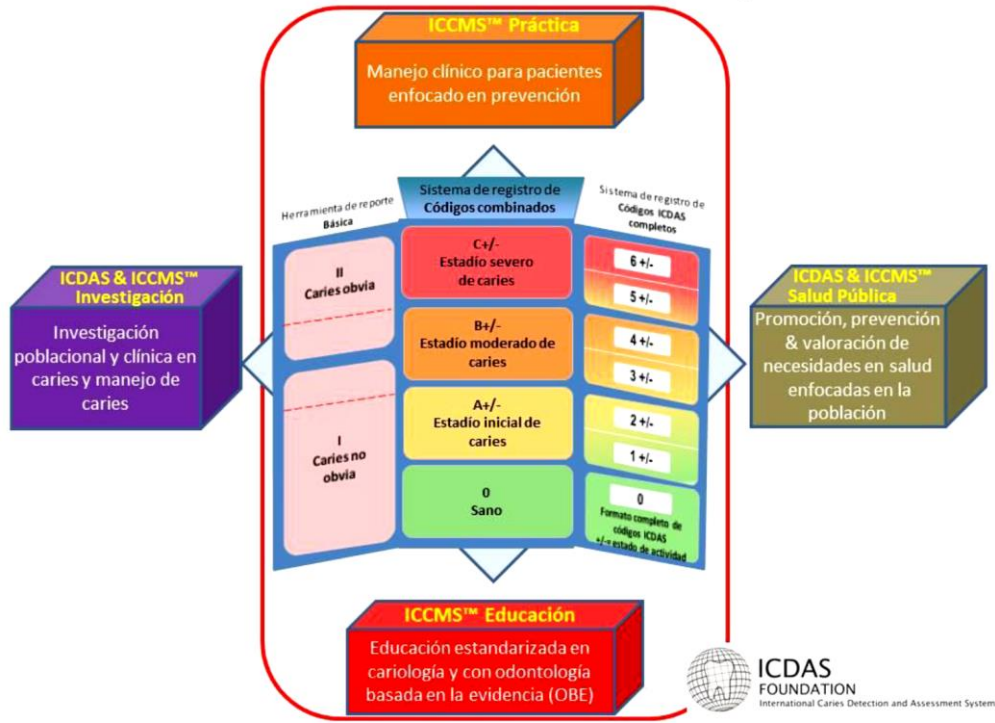 ICCMS™ Práctica
Manejo clínico para pacientes
enfocado en prevención
Herramienta de reporte
Básica
II
Caries obvia
I
Caries no
obvia
Sistema de registro de
Códigos combinados
C+/-
Estadío severo
de caries
B+/-
Estadío moderado de
caries
A+/-
Estadío inicial de
caries
0
Sano
Sistema de registro de
Códigos ICDAS
completos
6 +/-
5 +/-
4 +/-
3 +/-
2 +/-
1 +/-
0
Formato completo de
códigos ICDAS
+/-= estado de actividad
ICDAS & ICCMS™
Investigación
Investigación
poblacional y clínica en
caries y manejo de
caries
ICDAS & ICCMS™
Salud Pública
Promoción, prevención
& valoración de
necesidades en salud
enfocadas en la
población
ICCMS™ Educación
Educación estandarizada en
cariología y con odontología
basada en la evidencia (OBE)
ICDAS
FOUNDATION
International Caries Detection and Assessment System